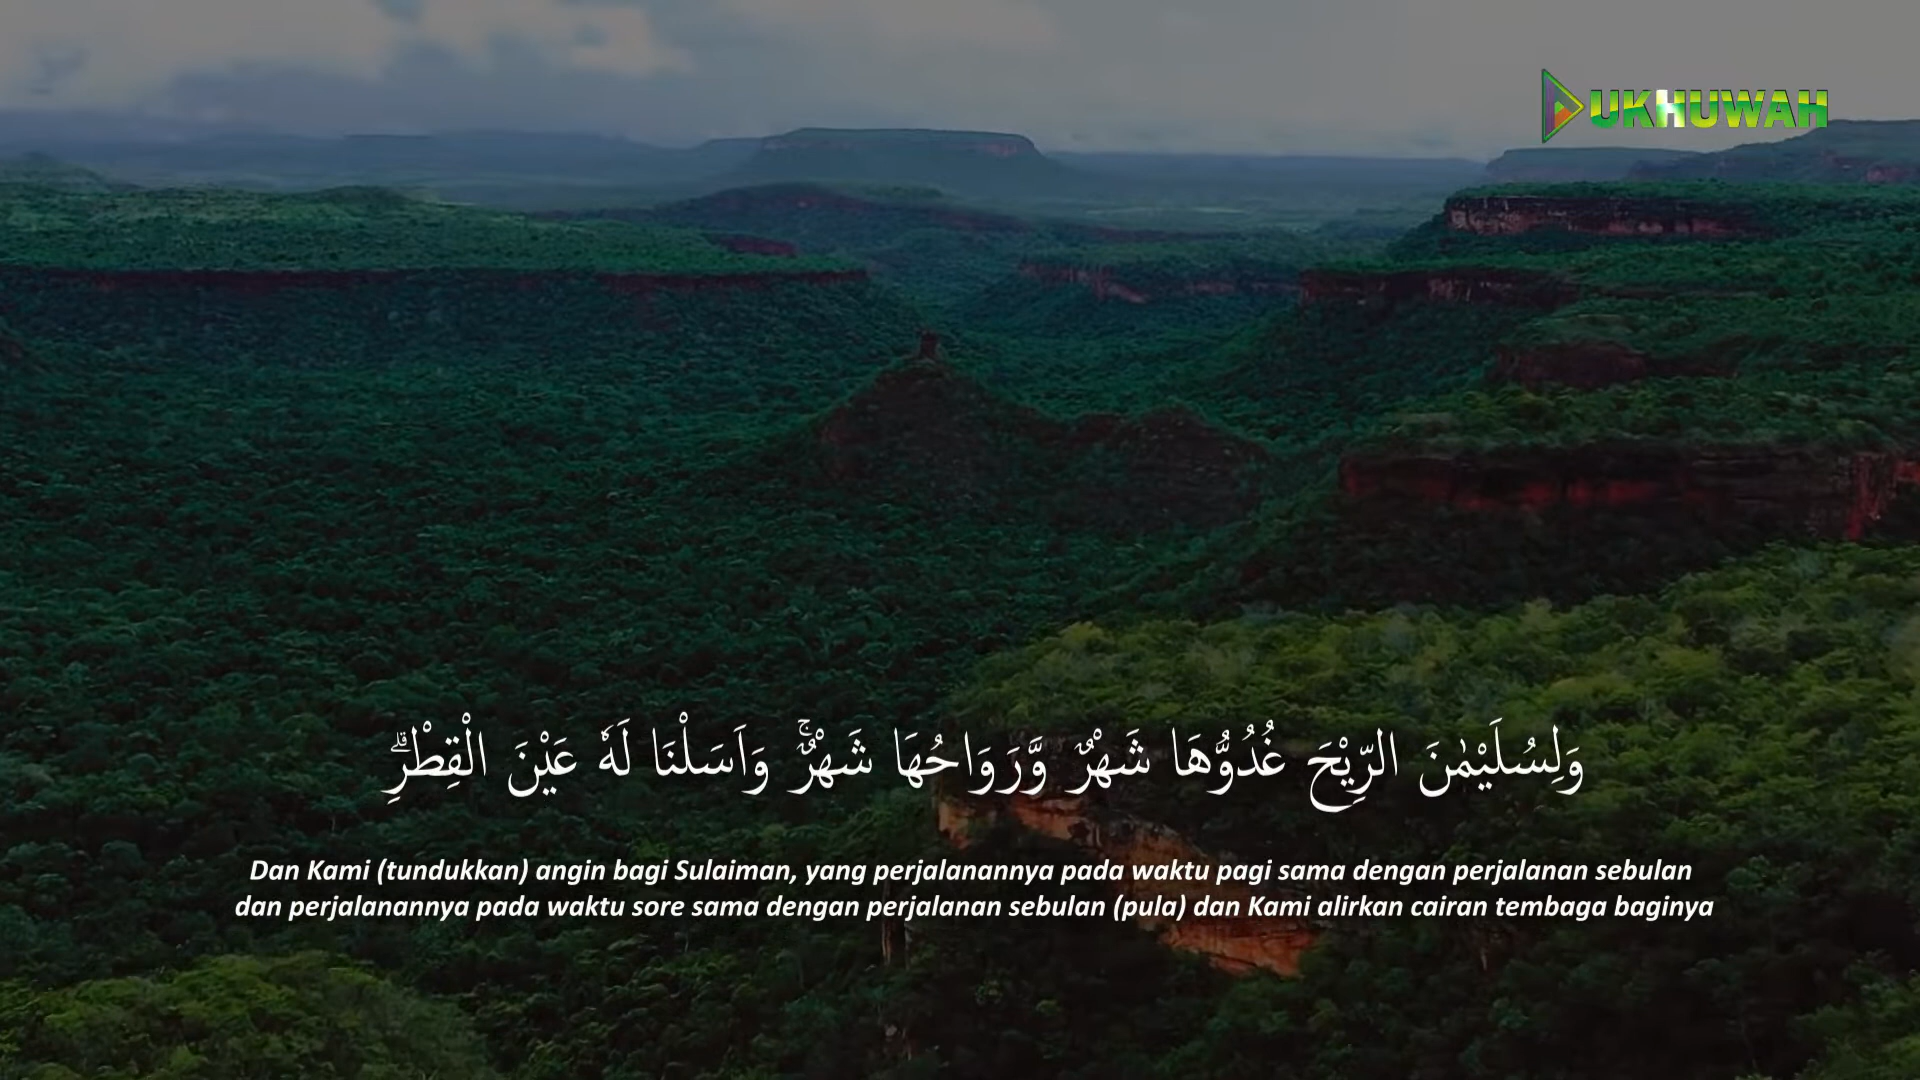 UKHUWAH
وَلِسُلَيْمٰنَ الرِّيْحَ غُدُوُّهَا شَهْرٌ وَّرَوَاحُهَا شَهْرٌۚ وَاَسَلْنَا لَهٗ عَيْنَ الْقِطْرِۗ
Dan Kami (tundukkan) angin bagi Sulaiman, yang perjalanannya pada waktu pagi sama dengan perjalanan sebulan
dan perjalanannya pada waktu sore sama dengan perjalanan sebulan (pula) dan Kami alirkan cairan tembaga baginya